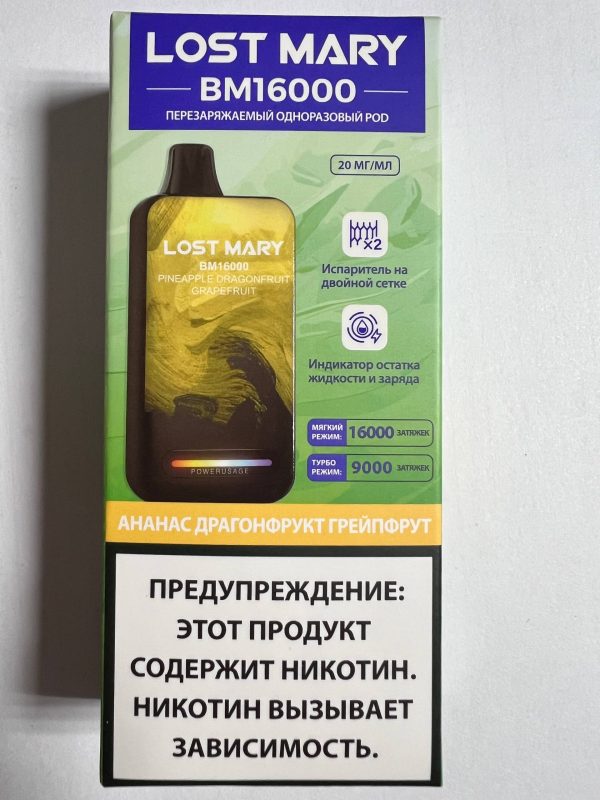 LOST MARY
BM16000
ПЕРЕЗАРЯЖАЕМЫЙ ОДНОРАЗОВЫЙ POD
20 МГ/МЛ
LOST MARY
BM16000
PINEAPPLE DRAGONFRUIT
GRAPEFRUIT
POWERUSAGE
X2
Испаритель на
двойной сетке
Индикатор остатка
жидкости и заряда
МЯГКИЙ
РЕЖИМ: 16000 ЗАТЯЖЕК
ТУРБО
РЕЖИМ: 9000 ЗАТЯЖЕК
АНАНАС ДРАГОНФРУКТ ГРЕЙПФРУТ
ПРЕДУПРЕЖДЕНИЕ:
ЭТОТ ПРОДУКТ
СОДЕРЖИТ НИКОТИН.
НИКОТИН ВЫЗЫВАЕТ
ЗАВИСИМОСТЬ.